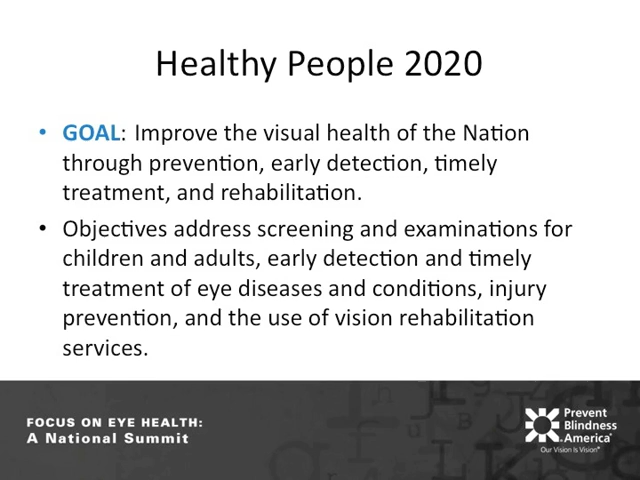 Healthy People 2020
• GOAL: Improve the visual health of the Nation
through prevention, early detection, timely
treatment, and rehabilitation.
• Objectives address screening and examinations for
children and adults, early detection and timely
treatment of eye diseases and conditions, injury
prevention, and the use of vision rehabilitation
services.
FOCUS ON EYE HEALTH:
A National Summit
Prevent
Blindness
America®
Our Vision Is Vision®